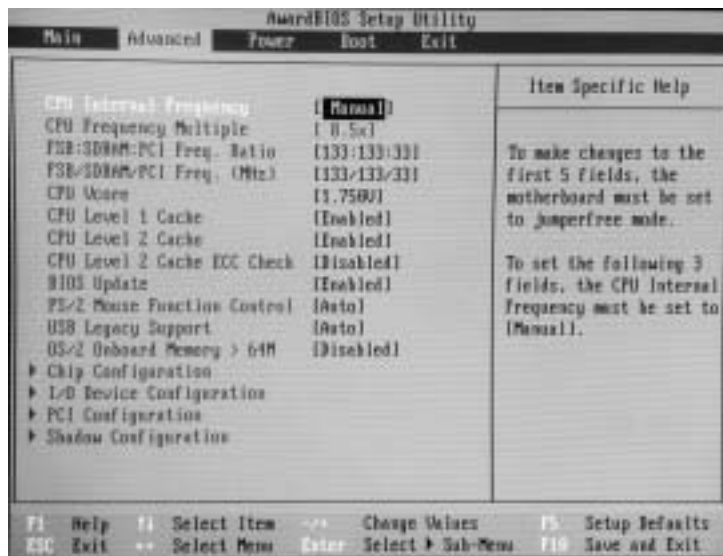 AwardBIOS Setup Utility
Main Advanced Power Boot Exit
CPU Internal Frequency [ Manual]
CPU Frequency Multiple [ 8.5x]
FSB:SDRAM:PCI Freq. Ratio [133:133:33]
FSB/SDRAM/PCI Freq. (MHz) [133/133/33]
CPU Vcore [1.750V]
CPU Level 1 Cache [Enabled]
CPU Level 2 Cache [Enabled]
CPU Level 2 Cache ECC Check [Disabled]
BIOS Update [Enabled]
PS/2 Mouse Function Control [Auto]
USB Legacy Support [Auto]
OS/2 Onboard Memory > 64M [Disabled]
Chip Configuration
I/O Device Configuration
PCI Configuration
Shadow Configuration
Item Specific Help
To make changes to the
first 5 fields, the
motherboard must be set
to jumperfree mode.
To set the following 3
fields, the CPU Internal
Frequency must be set to
[Manual].
F1 Help ↑↓ Select Item -/+ Change Values F5 Setup Defaults
ESC Exit ↔ Select Menu Enter Select ▶ Sub-Menu F10 Save and Exit